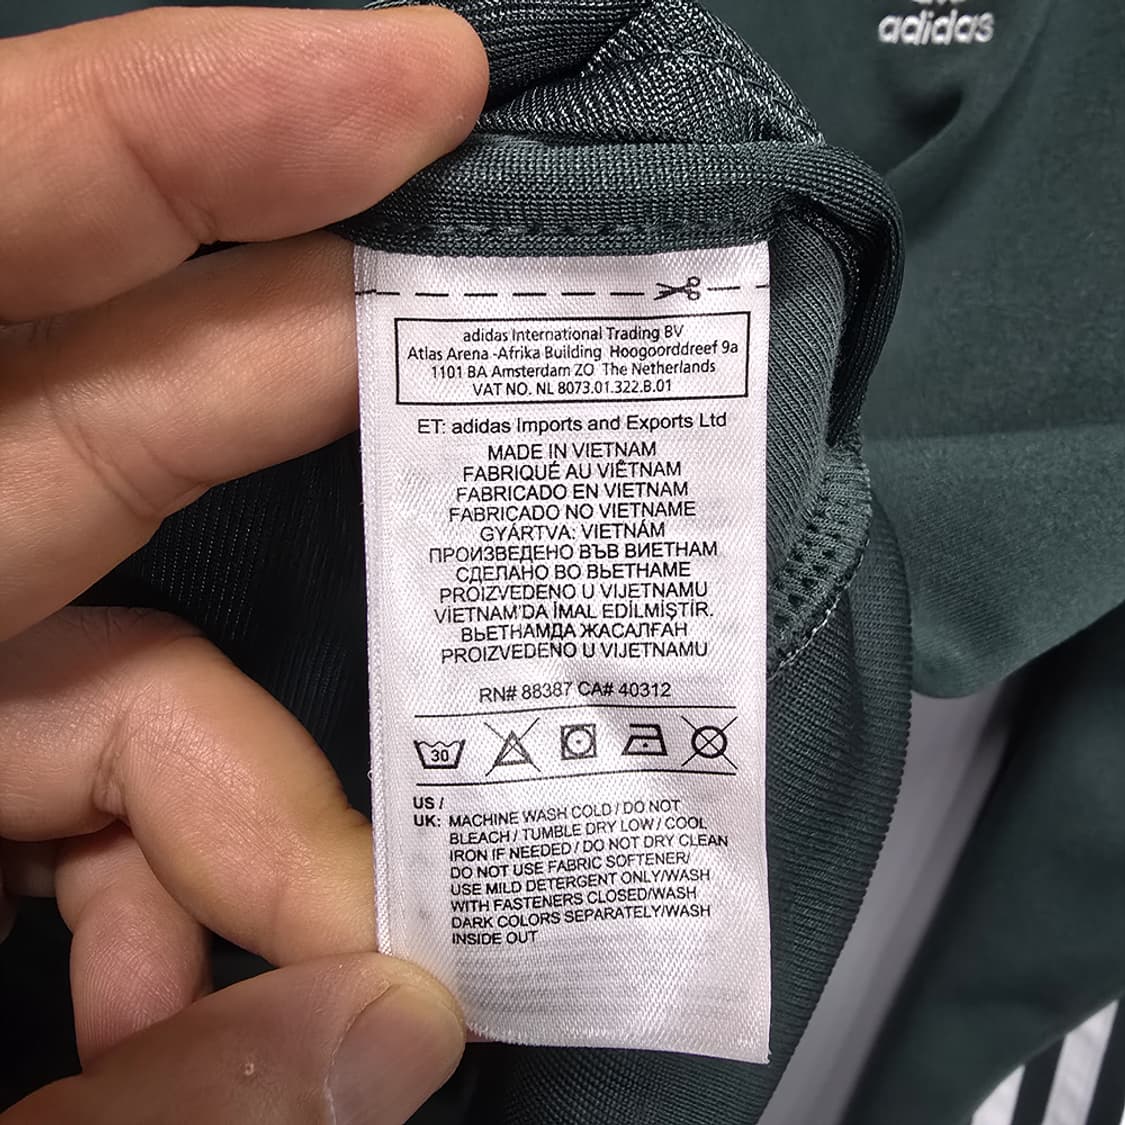 adidas
adidas International Trading BV
Atlas Arena -Afrika Building Hoogoorddreef 9a
1101 BA Amsterdam ZO The Netherlands
VAT NO. NL 8073.01.322.B.01
ET: adidas Imports and Exports Ltd
MADE IN VIETNAM
FABRIQUÉ AU VIÊTNAM
FABRICADO EN VIETNAM
FABRICADO NO VIETNAME
GYÁRTVA: VIETNÁM
ПРОИЗВЕДЕНО ВЪВ ВИЕТНАМ
СДЕЛАНО ВО ВЬЕТНАМЕ
PROIZVEDENO U VIJETNAMU
VİETNAM'DA İMAL EDİLMİŞTİR.
ВЬЕТНАМДА ЖАСАЛҒАН
PROIZVEDENO U VIJETNAMU
RN# 88387 CA# 40312
30
US /
UK: MACHINE WASH COLD / DO NOT
BLEACH / TUMBLE DRY LOW / COOL
IRON IF NEEDED / DO NOT DRY CLEAN
DO NOT USE FABRIC SOFTENER/
USE MILD DETERGENT ONLY/WASH
WITH FASTENERS CLOSED/WASH
DARK COLORS SEPARATELY/WASH
INSIDE OUT